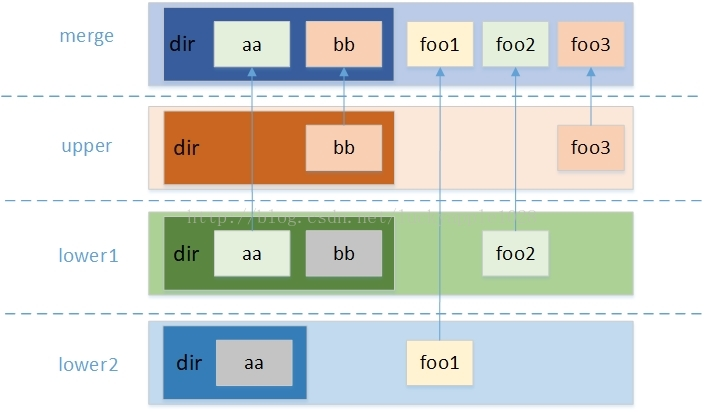 merge dir aa bb foo1 foo2 foo3
upper dir bb foo3
http://blog.csdn.net/
lower1 dir aa bb foo2
lower2 dir aa foo1